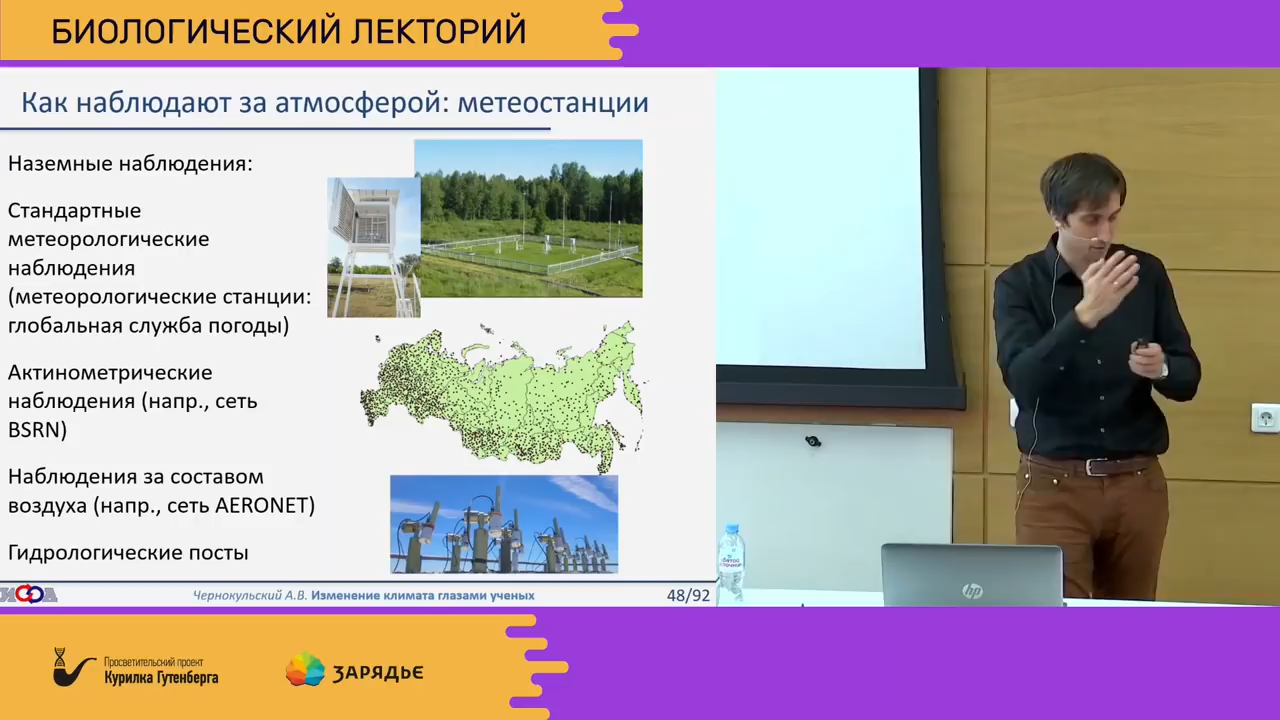 БИОЛОГИЧЕСКИЙ ЛЕКТОРИЙ
Как наблюдают за атмосферой: метеостанции
Наземные наблюдения:
Стандартные
метеорологические
наблюдения
(метеорологические станции:
глобальная служба погоды)
Актинометрические
наблюдения (напр., сеть
BSRN)
Наблюдения за составом
воздуха (напр., сеть AERONET)
Гидрологические посты
Чернокульский А.В. Изменение климата глазами ученых
48/92
hp
Просветительский проект
Курилка Гутенберга
ЗАРЯДЬЕ